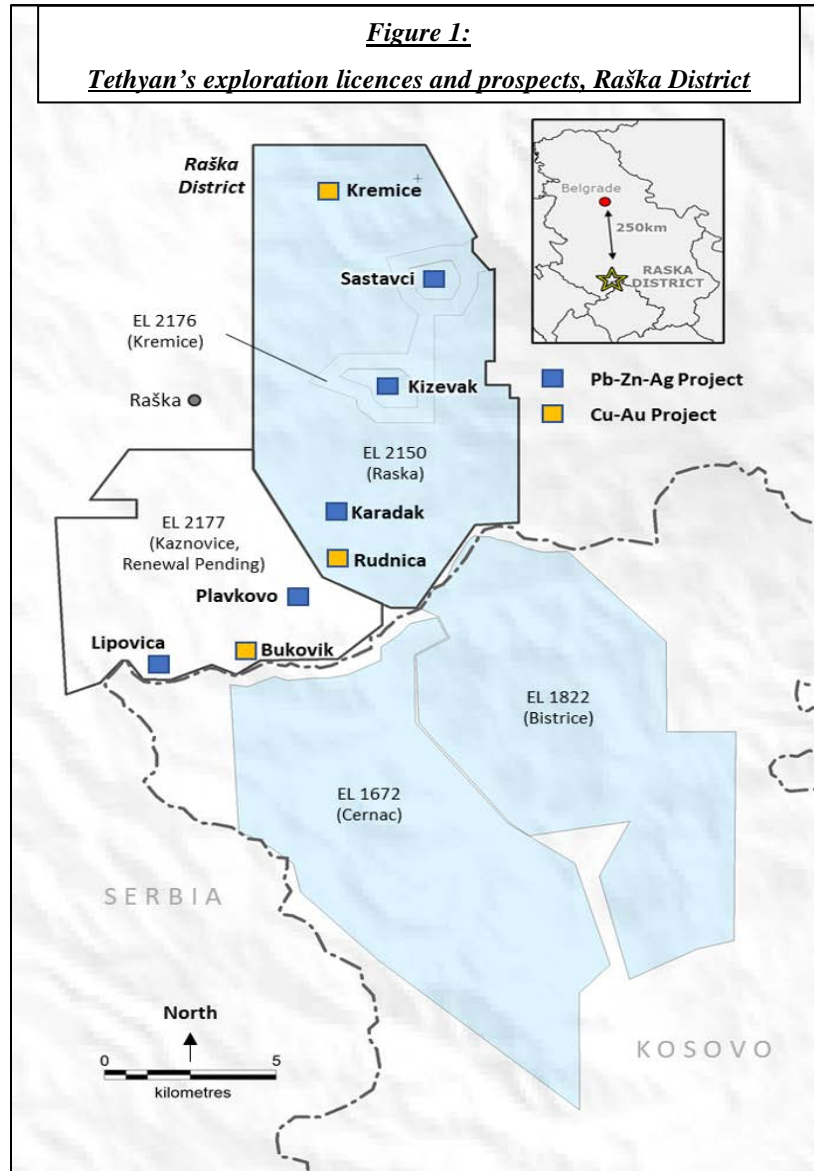 Figure 1:
Tethyan's exploration licences and prospects, Raška District
Raška
District
Kremice
Belgrade
250km
RASKA
DISTRICT
Sastavci
EL 2176
(Kremice)
Kizevak
Raška
Pb-Zn-Ag Project
Cu-Au Project
EL 2150
(Raska)
Karadak
EL 2177
(Kaznovice,
Renewal Pending)
Rudnica
Plavkovo
Lipovica
Bukovik
EL 1822
(Bistrice)
EL 1672
(Cernac)
SERBIA
North
0 5
kilometres
KOSOVO